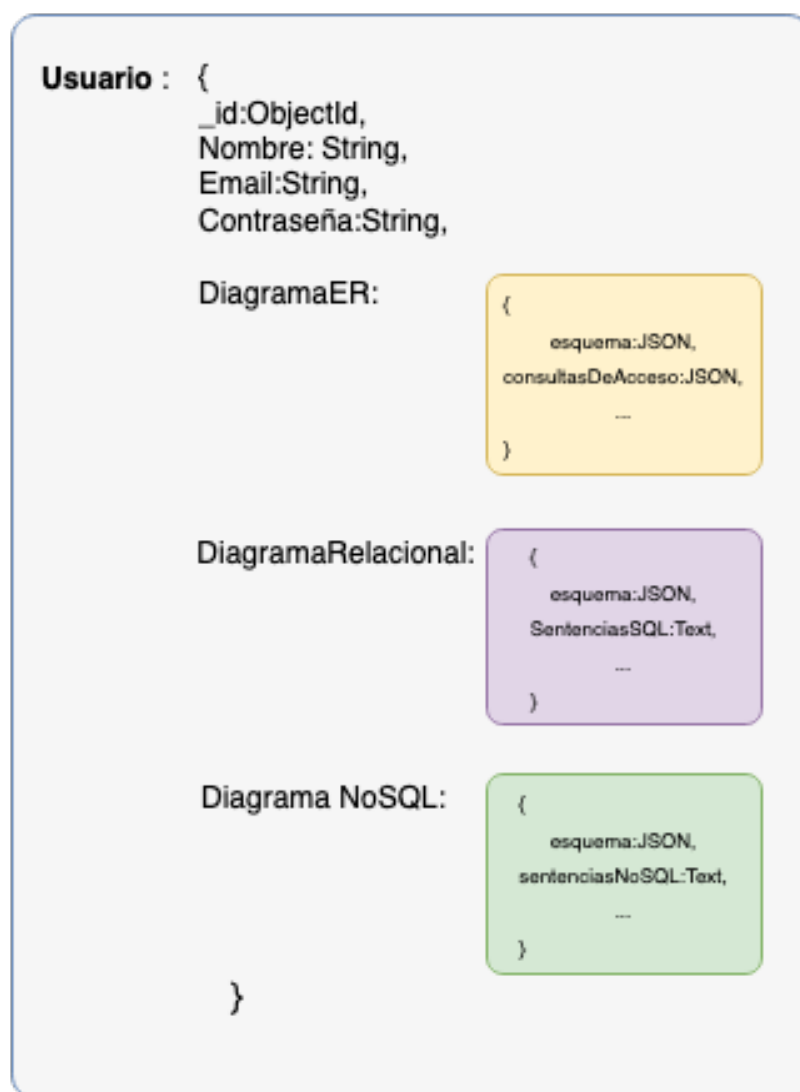 Usuario : {
_id:ObjectId,
Nombre: String,
Email:String,
Contraseña:String,
DiagramaER:
{
esquema:JSON,
consultasDeAcceso:JSON,
...
}
DiagramaRelacional:
{
esquema:JSON,
SentenciasSQL:Text,
...
}
Diagrama NoSQL:
{
esquema:JSON,
sentenciasNoSQL:Text,
...
}
}